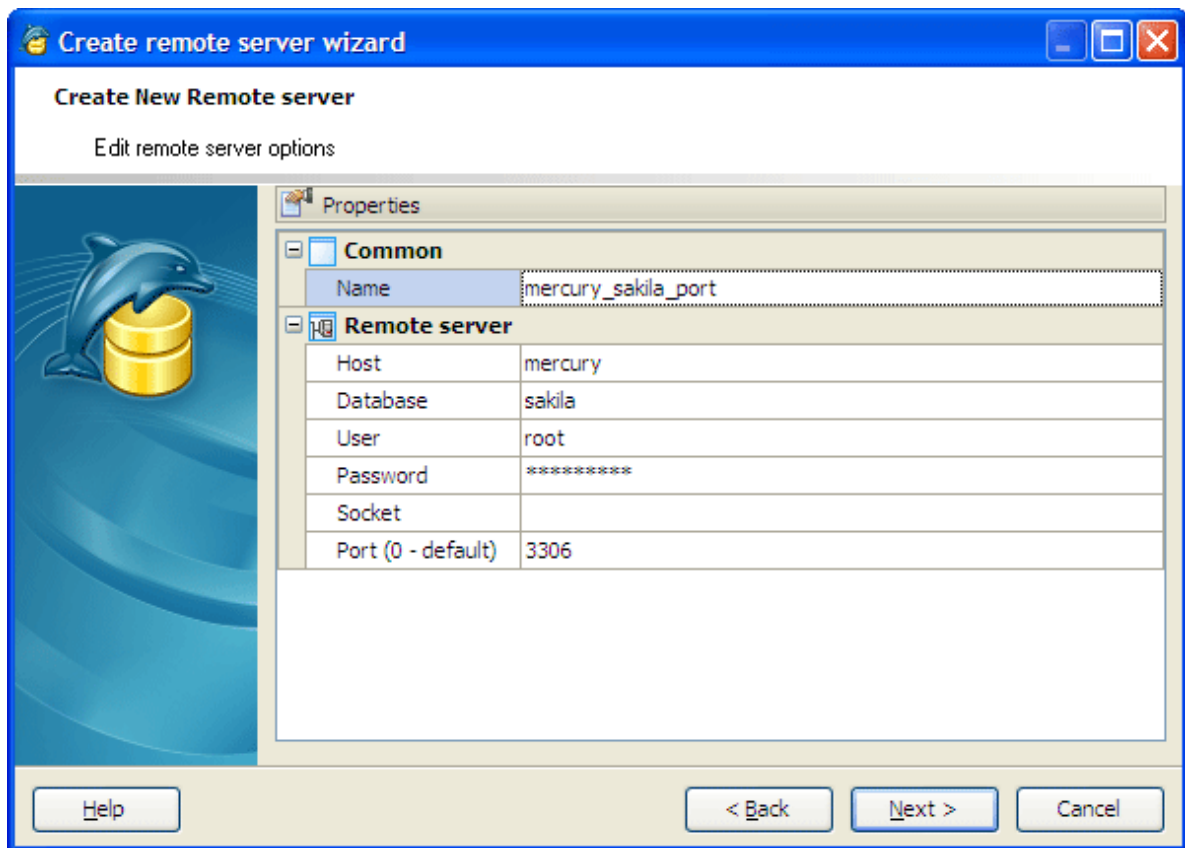 Create remote server wizard
Create New Remote server
Edit remote server options
Properties
Common
Name mercury_sakila_port
Remote server
Host mercury
Database sakila
User root
Password *********
Socket
Port (0 - default) 3306
Help < Back Next > Cancel